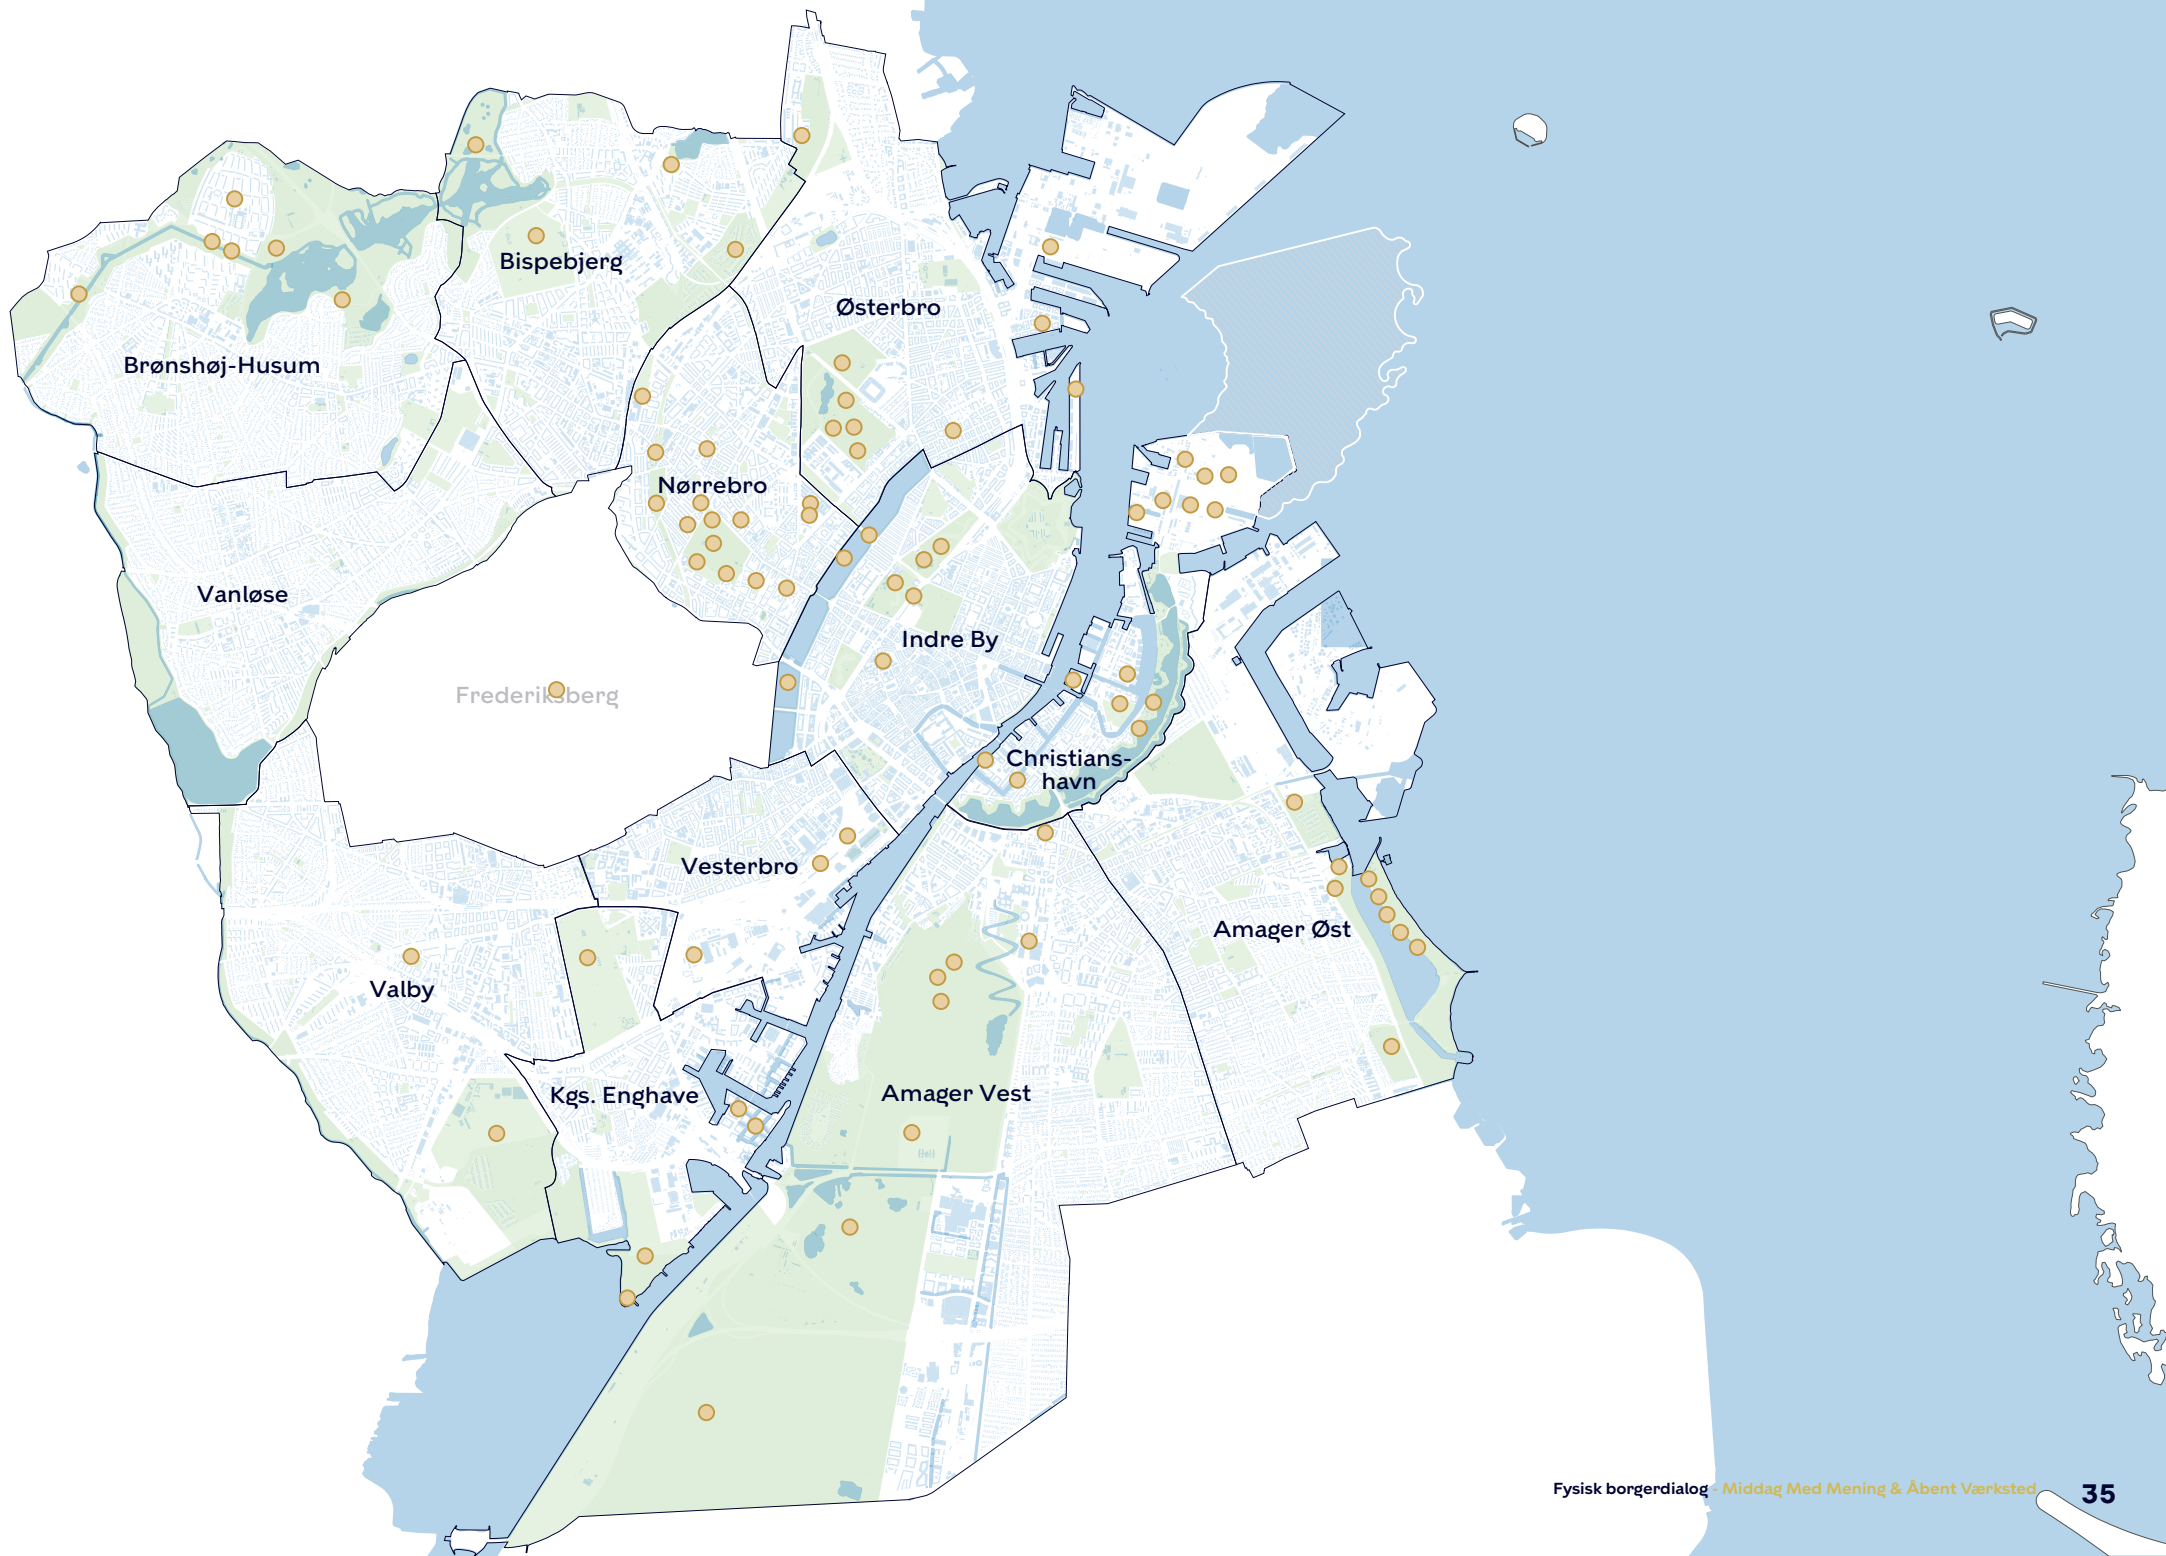 Bispebjerg
Østerbro
Brønshøj-Husum
Nørrebro
Vanløse
Indre By
Frederiksberg
Christians-
havn
Vesterbro
Amager Øst
Valby
Kgs. Enghave
Amager Vest
Fysisk borgerdialog - Middag Med Mening & Åbent Værksted 35